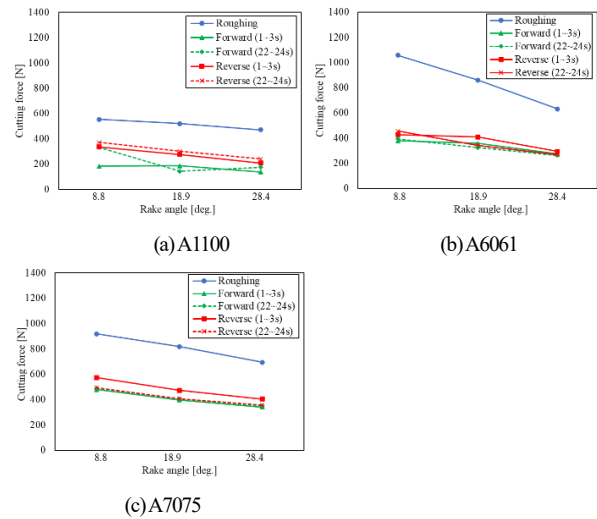 1400
1200
1000
800
600
400
200
0
Cutting force [N]
Roughing
Forward (1~3s)
Forward (22~24s)
Reverse (1~3s)
Reverse (22~24s)
8.8 18.9 28.4
Rake angle [deg.]
(a) A1100
1400
1200
1000
800
600
400
200
0
Cutting force [N]
Roughing
Forward (1~3s)
Forward (22~24s)
Reverse (1~3s)
Reverse (22~24s)
8.8 18.9 28.4
Rake angle [deg.]
(b) A6061
1400
1200
1000
800
600
400
200
0
Cutting force [N]
Roughing
Forward (1~3s)
Forward (22~24s)
Reverse (1~3s)
Reverse (22~24s)
8.8 18.9 28.4
Rake angle [deg.]
(c) A7075